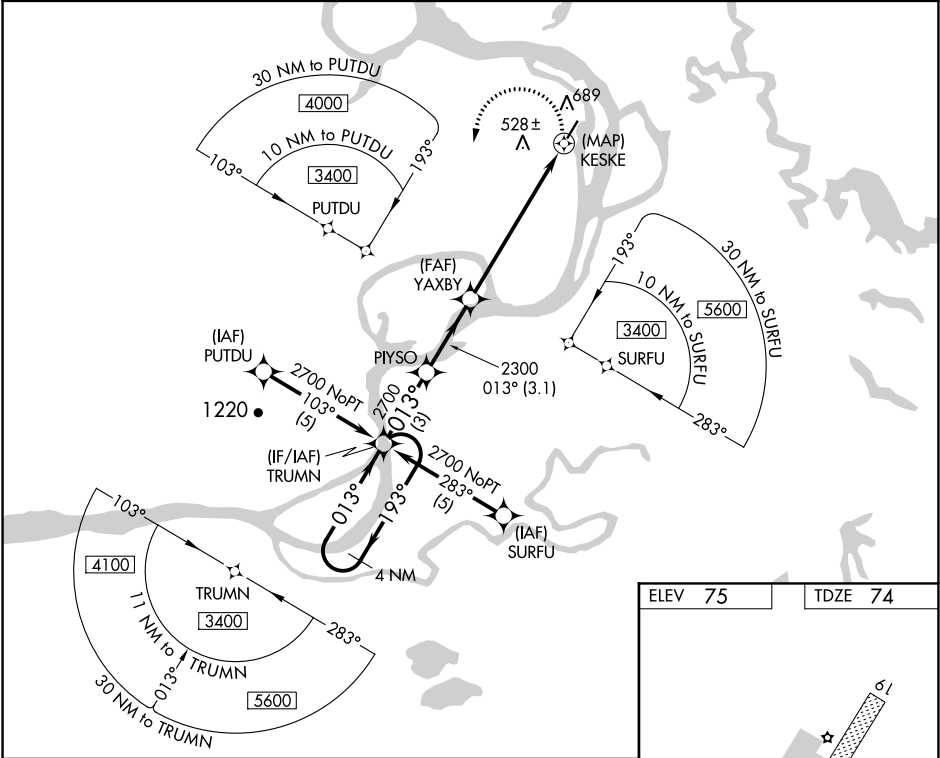 30 NM to PUTDU
4000
10 NM to PUTDU
3400
103°
193°
PUTDU
689
528±
(MAP)
KESKE
(FAF)
YAXBY
193°
30 NM to SURFU
5600
10 NM to SURFU
3400
SURFU
283°
(IAF)
PUTDU
PIYSO
2300
013° (3.1)
2700 NoPT
103°
(5)
1220
2700
013°
(3)
(IF/IAF)
TRUMN
2700 NoPT
283°
(5)
013°
193°
(IAF)
SURFU
4 NM
103°
4100
TRUMN
3400
283°
11 NM to TRUMN
013°
5600
30 NM to TRUMN
ELEV 75
TDZE 74
19